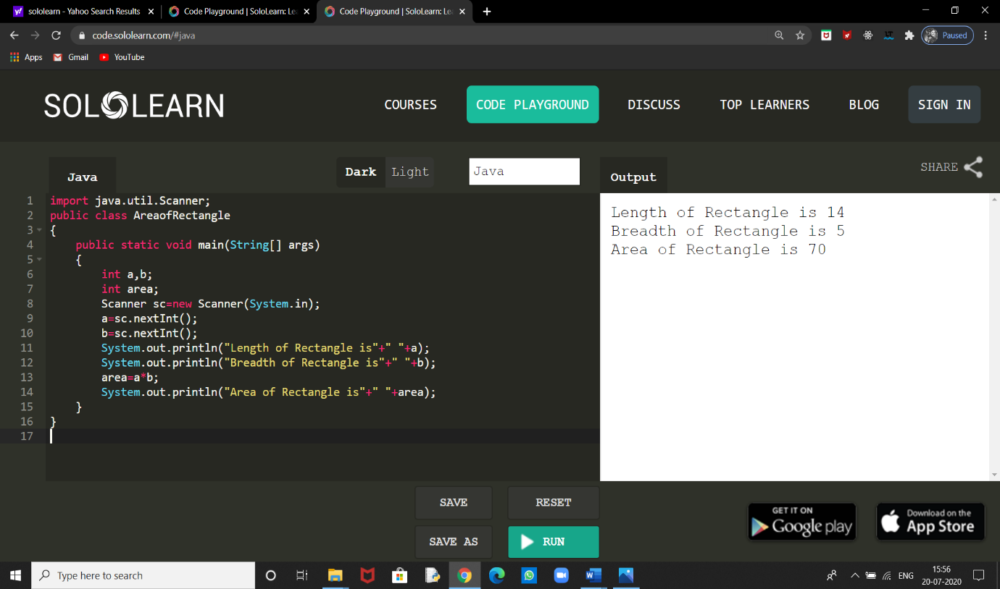 sololearn - Yahoo Search Results
Code Playground | SoloLearn: Le
Code Playground | SoloLearn: Le
code.sololearn.com/#java
Paused
Apps
Gmail
YouTube
SOLOLEARN
COURSES
CODE PLAYGROUND
DISCUSS
TOP LEARNERS
BLOG
SIGN IN
Java
Dark
Light
Java
Output
SHARE
1 import java.util.Scanner;
2 public class AreaofRectangle
3 {
4     public static void main(String[] args)
5     {
6         int a,b;
7         int area;
8         Scanner sc=new Scanner(System.in);
9         a=sc.nextInt();
10         b=sc.nextInt();
11         System.out.println("Length of Rectangle is"+" "+a);
12         System.out.println("Breadth of Rectangle is"+" "+b);
13         area=a*b;
14         System.out.println("Area of Rectangle is"+" "+area);
15     }
16 }
17
Length of Rectangle is 14
Breadth of Rectangle is 5
Area of Rectangle is 70
SAVE
RESET
SAVE AS
RUN
GET IT ON
Google play
Download on the
App Store
Type here to search
ENG
15:56
20-07-2020